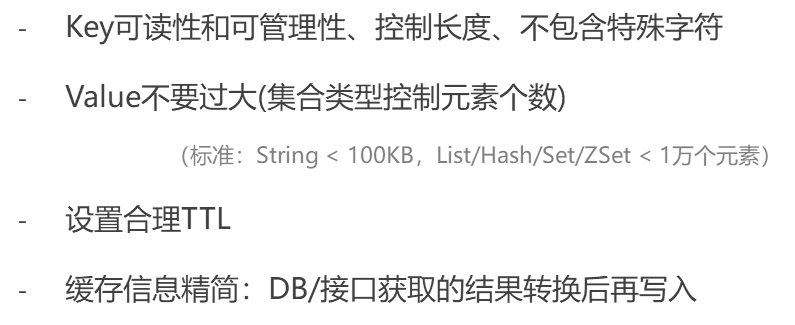 - Key可读性和可管理性、控制长度、不包含特殊字符
- Value不要过大(集合类型控制元素个数)
（标准：String < 100KB，List/Hash/Set/ZSet < 1万个元素）
- 设置合理TTL
- 缓存信息精简：DB/接口获取的结果转换后再写入